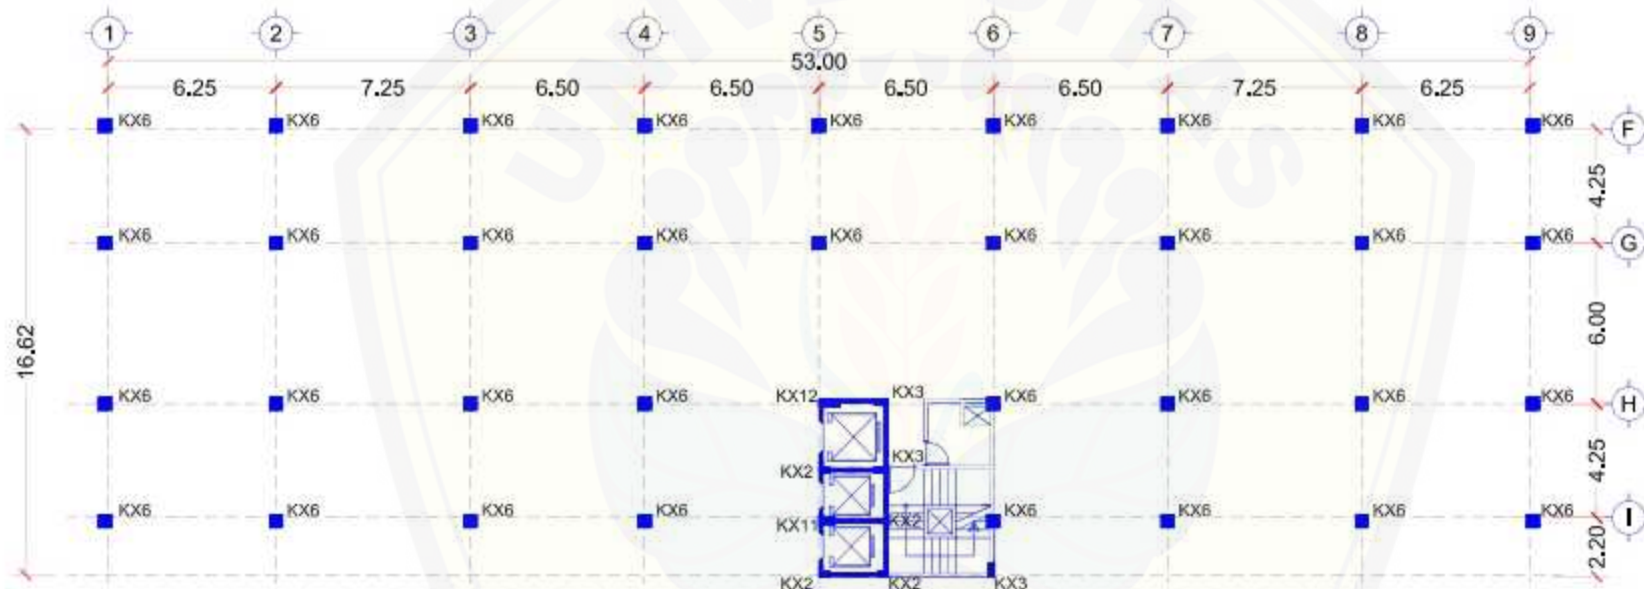 1 2 3 4 5 6 7 8 9
53.00
6.25 7.25 6.50 6.50 6.50 6.50 7.25 6.25
KX6 KX6 KX6 KX6 KX6 KX6 KX6 KX6 KX6 F
UNIVERSITAS
4.25
KX6 KX6 KX6 KX6 KX6 KX6 KX6 KX6 KX6 G
16.62
6.00
KX6 KX6 KX6 KX6 KX12 KX3 KX6 KX6 KX6 KX6 H
KX2 KX3
4.25
KX6 KX6 KX6 KX6 KX11 KX2 KX6 KX6 KX6 KX6 I
2.20
KX2 KX2 KX3